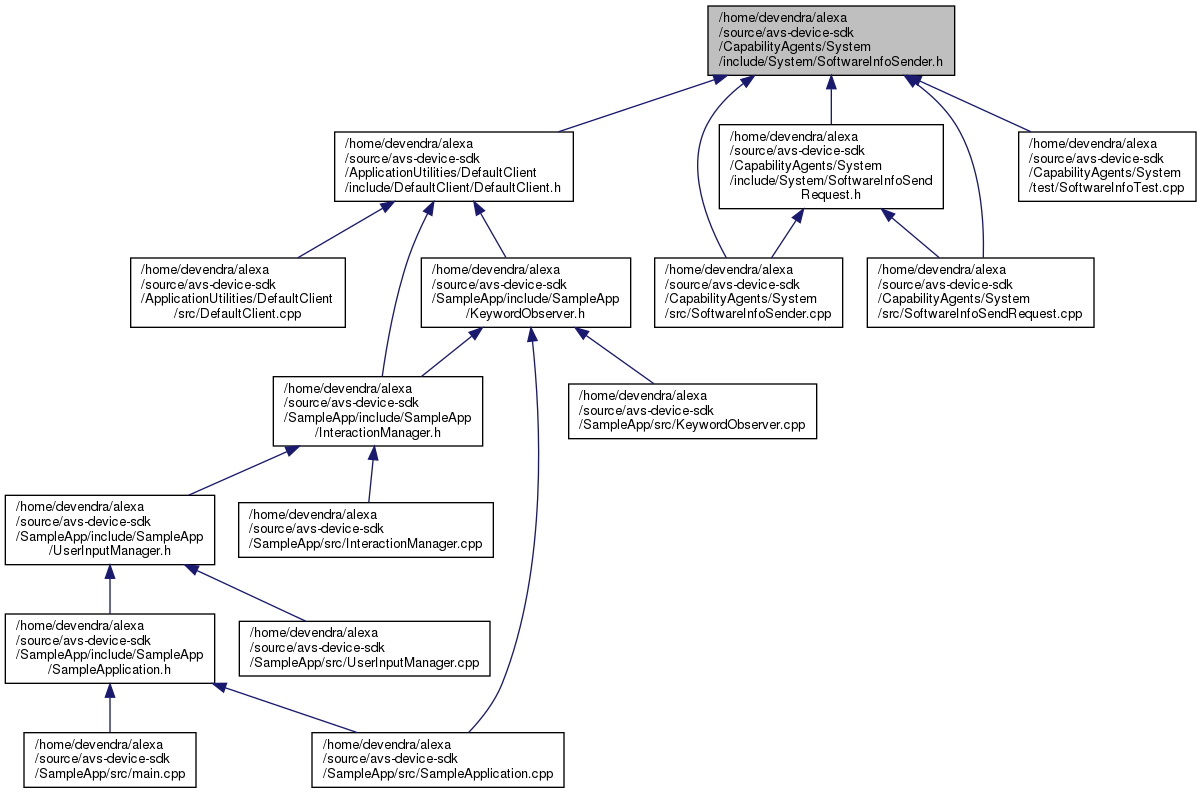 /home/devendra/alexa
/source/avs-device-sdk
/CapabilityAgents/System
/include/System/SoftwareInfoSender.h
/home/devendra/alexa
/source/avs-device-sdk
/ApplicationUtilities/DefaultClient
/include/DefaultClient/DefaultClient.h
/home/devendra/alexa
/source/avs-device-sdk
/CapabilityAgents/System
/include/System/SoftwareInfoSend
Request.h
/home/devendra/alexa
/source/avs-device-sdk
/CapabilityAgents/System
/test/SoftwareInfoTest.cpp
/home/devendra/alexa
/source/avs-device-sdk
/ApplicationUtilities/DefaultClient
/src/DefaultClient.cpp
/home/devendra/alexa
/source/avs-device-sdk
/SampleApp/include/SampleApp
/KeywordObserver.h
/home/devendra/alexa
/source/avs-device-sdk
/CapabilityAgents/System
/src/SoftwareInfoSender.cpp
/home/devendra/alexa
/source/avs-device-sdk
/CapabilityAgents/System
/src/SoftwareInfoSendRequest.cpp
/home/devendra/alexa
/source/avs-device-sdk
/SampleApp/include/SampleApp
/InteractionManager.h
/home/devendra/alexa
/source/avs-device-sdk
/SampleApp/src/KeywordObserver.cpp
/home/devendra/alexa
/source/avs-device-sdk
/SampleApp/include/SampleApp
/UserInputManager.h
/home/devendra/alexa
/source/avs-device-sdk
/SampleApp/src/InteractionManager.cpp
/home/devendra/alexa
/source/avs-device-sdk
/SampleApp/include/SampleApp
/SampleApplication.h
/home/devendra/alexa
/source/avs-device-sdk
/SampleApp/src/UserInputManager.cpp
/home/devendra/alexa
/source/avs-device-sdk
/SampleApp/src/main.cpp
/home/devendra/alexa
/source/avs-device-sdk
/SampleApp/src/SampleApplication.cpp